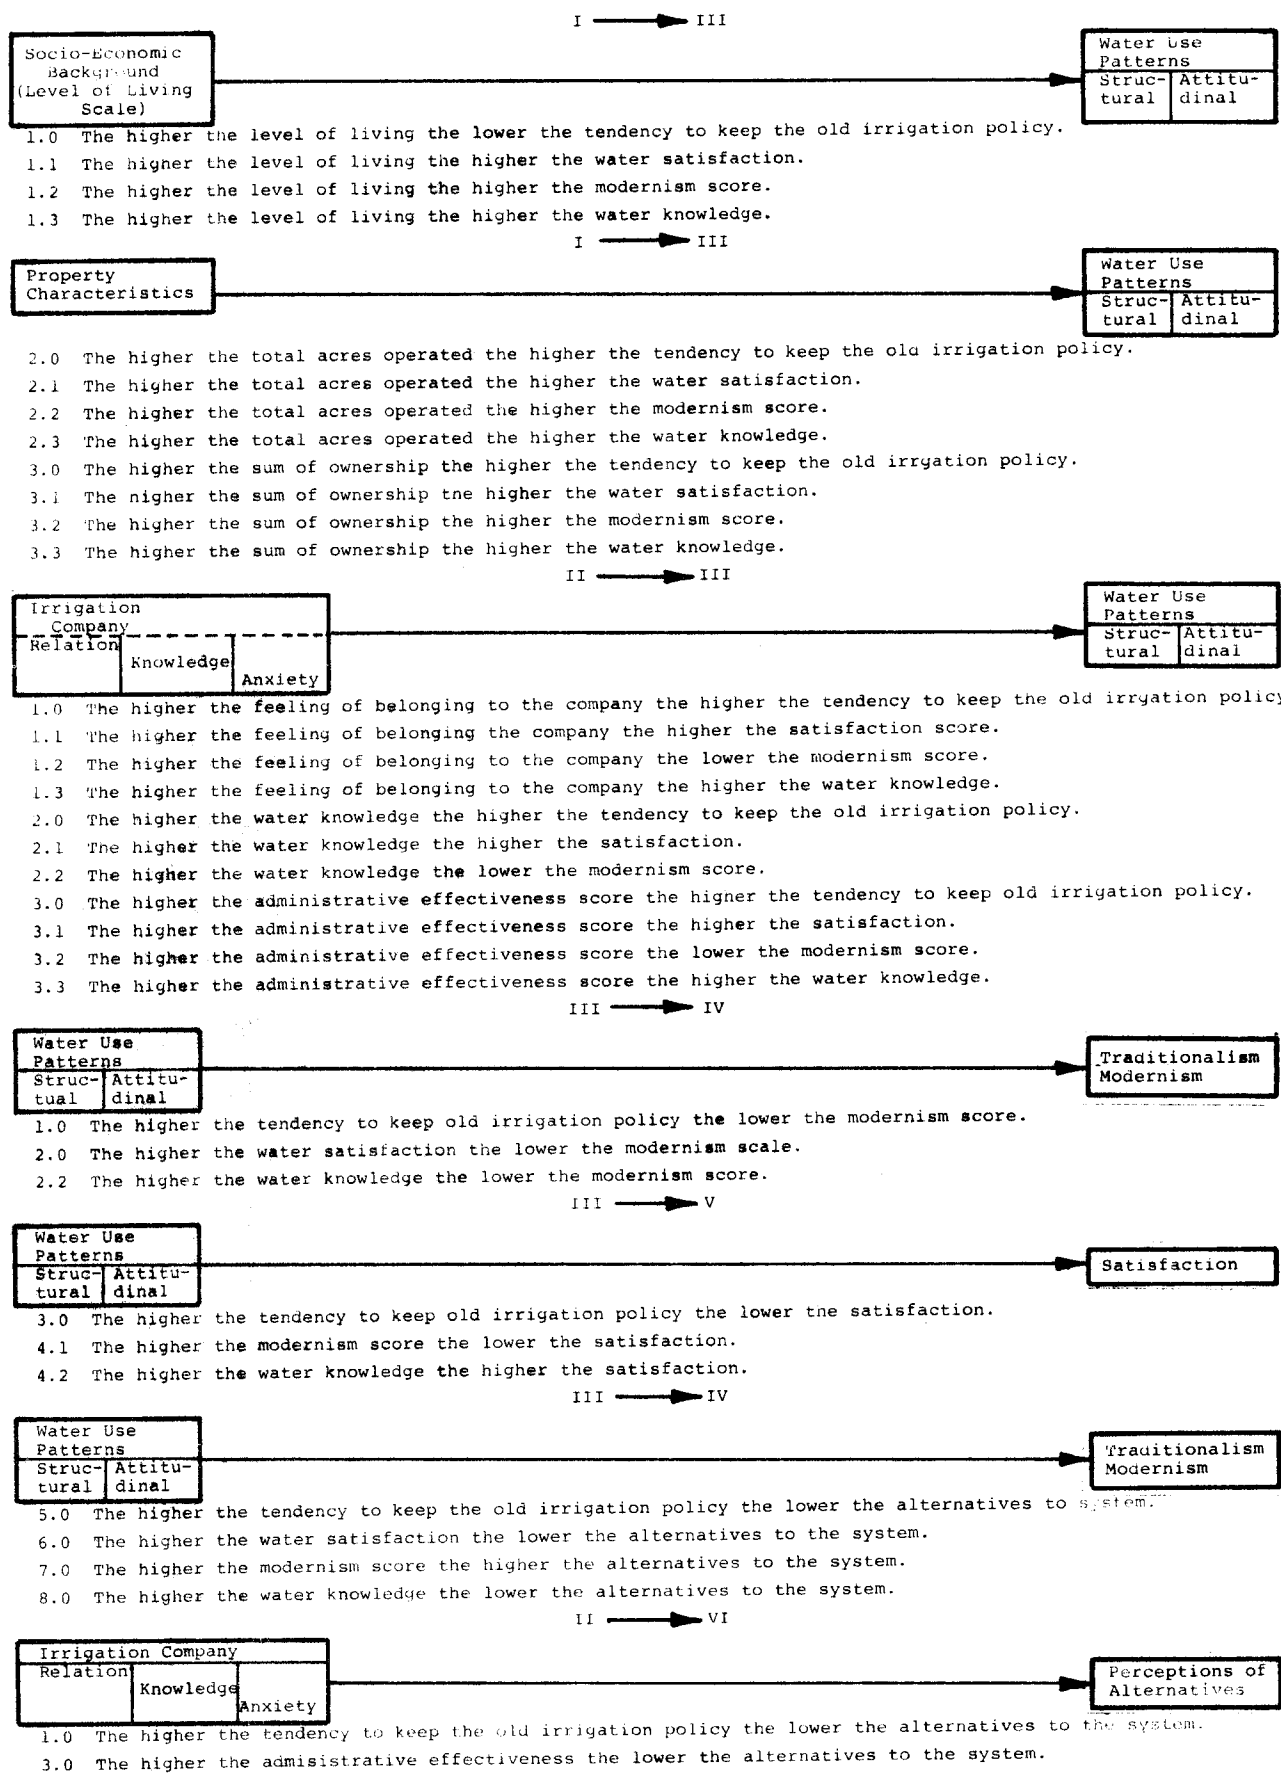 I III
Socio-Economic
Background
(Level of Living
Scale)
Water Use
Patterns
Struc- Attitu-
tural dinal
1.0 The higher the level of living the lower the tendency to keep the old irrigation policy.
1.1 The higher the level of living the higher the water satisfaction.
1.2 The higher the level of living the higher the modernism score.
1.3 The higher the level of living the higher the water knowledge.
I III
Property
Characteristics
Water Use
Patterns
Struc- Attitu-
tural dinal
2.0 The higher the total acres operated the higher the tendency to keep the old irrigation policy.
2.1 The higher the total acres operated the higher the water satisfaction.
2.2 The higher the total acres operated the higher the modernism score.
2.3 The higher the total acres operated the higher the water knowledge.
3.0 The higher the sum of ownership the higher the tendency to keep the old irryation policy.
3.1 The higher the sum of ownership the higher the water satisfaction.
3.2 The higher the sum of ownership the higher the modernism score.
3.3 The higher the sum of ownership the higher the water knowledge.
II III
Irrigation
Company
Relation
Knowledge
Anxiety
Water Use
Patterns
Struc- Attitu-
tural dinal
1.0 The higher the feeling of belonging to the company the higher the tendency to keep the old irryation policy
1.1 The higher the feeling of belonging the company the higher the satisfaction score.
1.2 The higher the feeling of belonging to the company the lower the modernism score.
1.3 The higher the feeling of belonging to the company the higher the water knowledge.
2.0 The higher the water knowledge the higher the tendency to keep the old irrigation policy.
2.1 The higher the water knowledge the higher the satisfaction.
2.2 The higher the water knowledge the lower the modernism score.
3.0 The higher the administrative effectiveness score the higher the tendency to keep old irrigation policy.
3.1 The higher the administrative effectiveness score the higher the satisfaction.
3.2 The higher the administrative effectiveness score the lower the modernism score.
3.3 The higher the administrative effectiveness score the higher the water knowledge.
III IV
Water Use
Patterns
Struc- Attitu-
tual dinal
Traditionalism
Modernism
1.0 The higher the tendency to keep old irrigation policy the lower the modernism score.
2.0 The higher the water satisfaction the lower the modernism scale.
2.2 The higher the water knowledge the lower the modernism score.
III V
Water Use
Patterns
Struc- Attitu-
tural dinal
Satisfaction
3.0 The higher the tendency to keep old irrigation policy the lower the satisfaction.
4.1 The higher the modernism score the lower the satisfaction.
4.2 The higher the water knowledge the higher the satisfaction.
III IV
Water Use
Patterns
Struc- Attitu-
tural dinal
Traditionalism
Modernism
5.0 The higher the tendency to keep the old irrigation policy the lower the alternatives to system.
6.0 The higher the water satisfaction the lower the alternatives to the system.
7.0 The higher the modernism score the higher the alternatives to the system.
8.0 The higher the water knowledge the lower the alternatives to the system.
II VI
Irrigation Company
Relation
Knowledge
Anxiety
Perceptions of
Alternatives
1.0 The higher the tendency to keep the old irrigation policy the lower the alternatives to the system.
3.0 The higher the admisistrative effectiveness the lower the alternatives to the system.